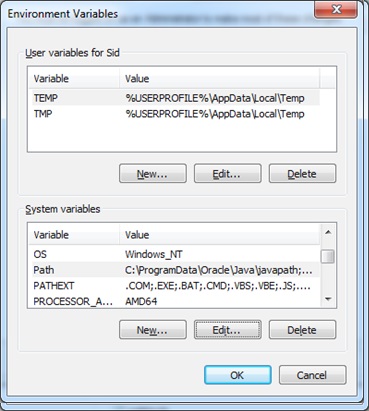 Environment Variables
User variables for Sid
Variable Value
TEMP %USERPROFILE%\AppData\Local\Temp
TMP %USERPROFILE%\AppData\Local\Temp
New... Edit... Delete
System variables
Variable Value
OS Windows_NT
Path C:\ProgramData\Oracle\Java\javapath;...
PATHEXT .COM;.EXE;.BAT;.CMD;.VBS;.VBE;.JS;....
PROCESSOR_A... AMD64
New... Edit... Delete
OK Cancel